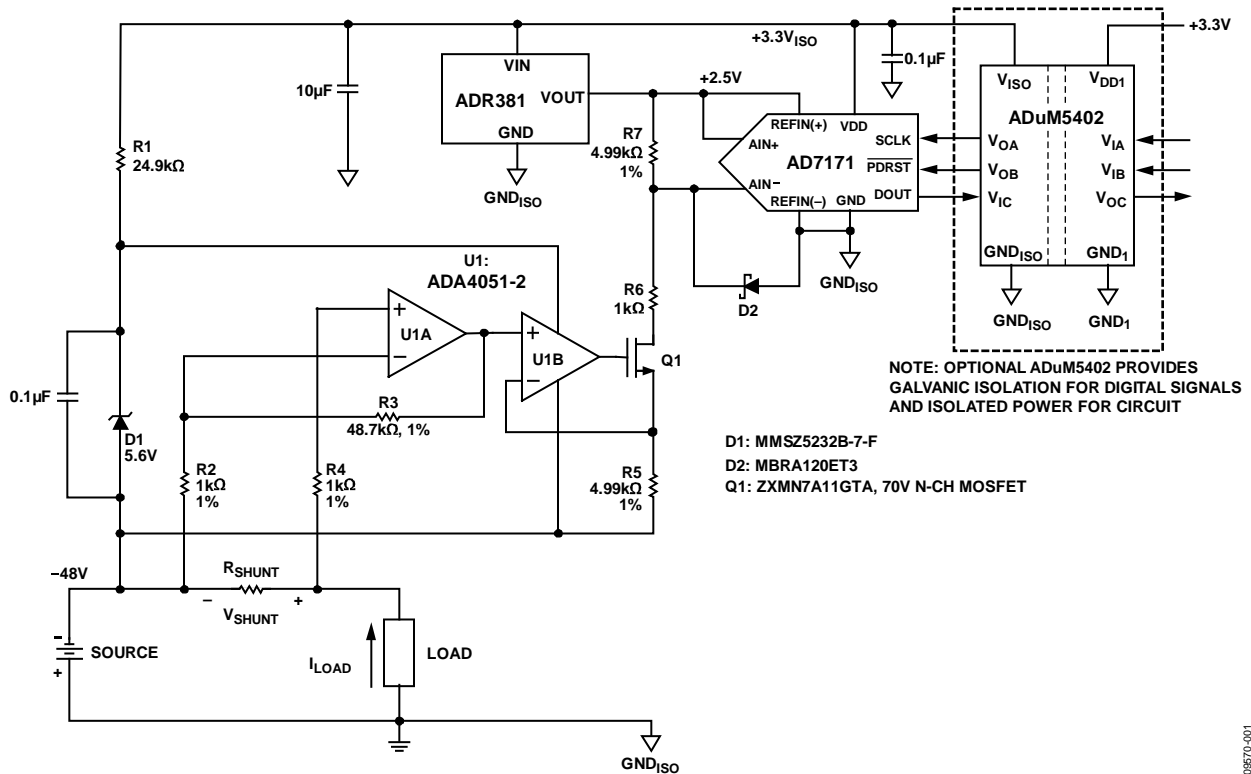 +3.3V_ISO
+3.3V
VIN
ADR381
VOUT
GND
GND_ISO
10µF
+2.5V
0.1µF
R7
4.99kΩ
1%
REFIN(+)
VDD
AIN+
AD7171
AIN−
REFIN(−)
GND
SCLK
PDRST
DOUT
GND_ISO
V_ISO
V_DD1
ADuM5402
V_OA
V_OB
V_IC
V_IA
V_IB
V_OC
GND_ISO
GND_1
GND_ISO
GND_1
R1
24.9kΩ
U1:
ADA4051-2
+
−
U1A
+
−
U1B
R6
1kΩ
D2
Q1
NOTE: OPTIONAL ADuM5402 PROVIDES
GALVANIC ISOLATION FOR DIGITAL SIGNALS
AND ISOLATED POWER FOR CIRCUIT
0.1µF
D1
5.6V
R3
48.7kΩ, 1%
R2
1kΩ
1%
R4
1kΩ
1%
R5
4.99kΩ
1%
D1: MMSZ5232B-7-F
D2: MBRA120ET3
Q1: ZXMN7A11GTA, 70V N-CH MOSFET
−48V
R_SHUNT
−
+
V_SHUNT
-
+
SOURCE
I_LOAD
LOAD
GND_ISO
09570-001